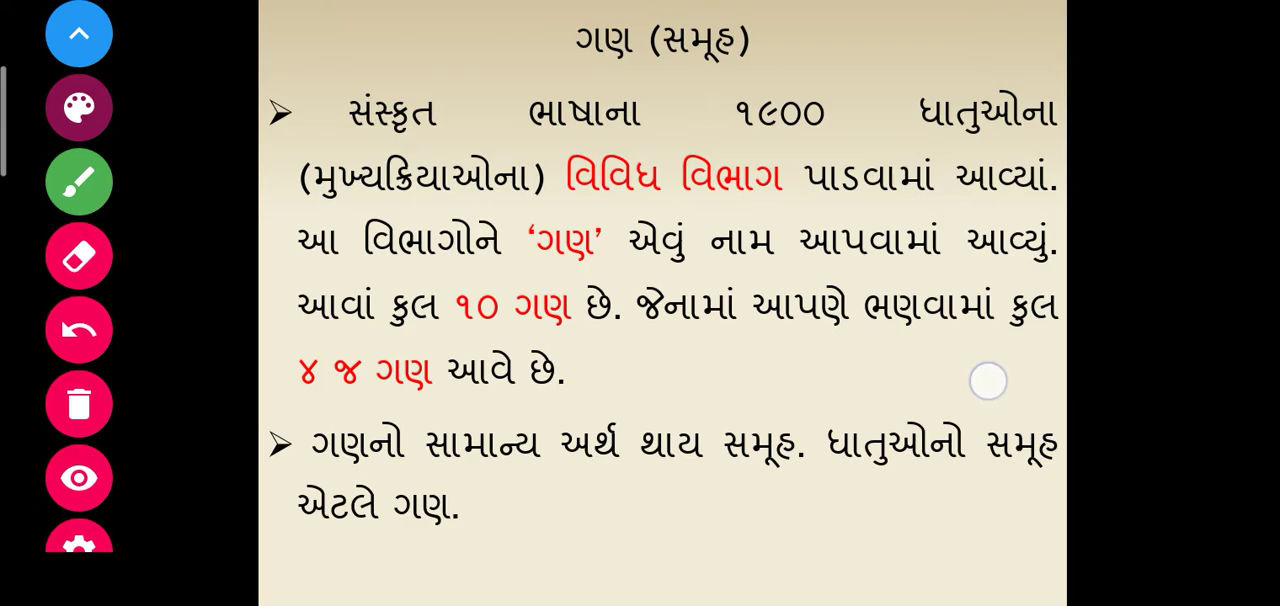 ગણ (સમૂહ)
➢ સંસ્કૃત ભાષાના ૧૯૦૦ ધાતુઓના
(મુખ્યક્રિયાઓના) વિવિધ વિભાગ પાડવામાં આવ્યાં.
આ વિભાગોને ‘ગણ’ એવું નામ આપવામાં આવ્યું.
આવાં કુલ ૧૦ ગણ છે. જેનામાં આપણે ભણવામાં કુલ
૪ જ ગણ આવે છે.
➢ ગણનો સામાન્ય અર્થ થાય સમૂહ. ધાતુઓનો સમૂહ
એટલે ગણ.